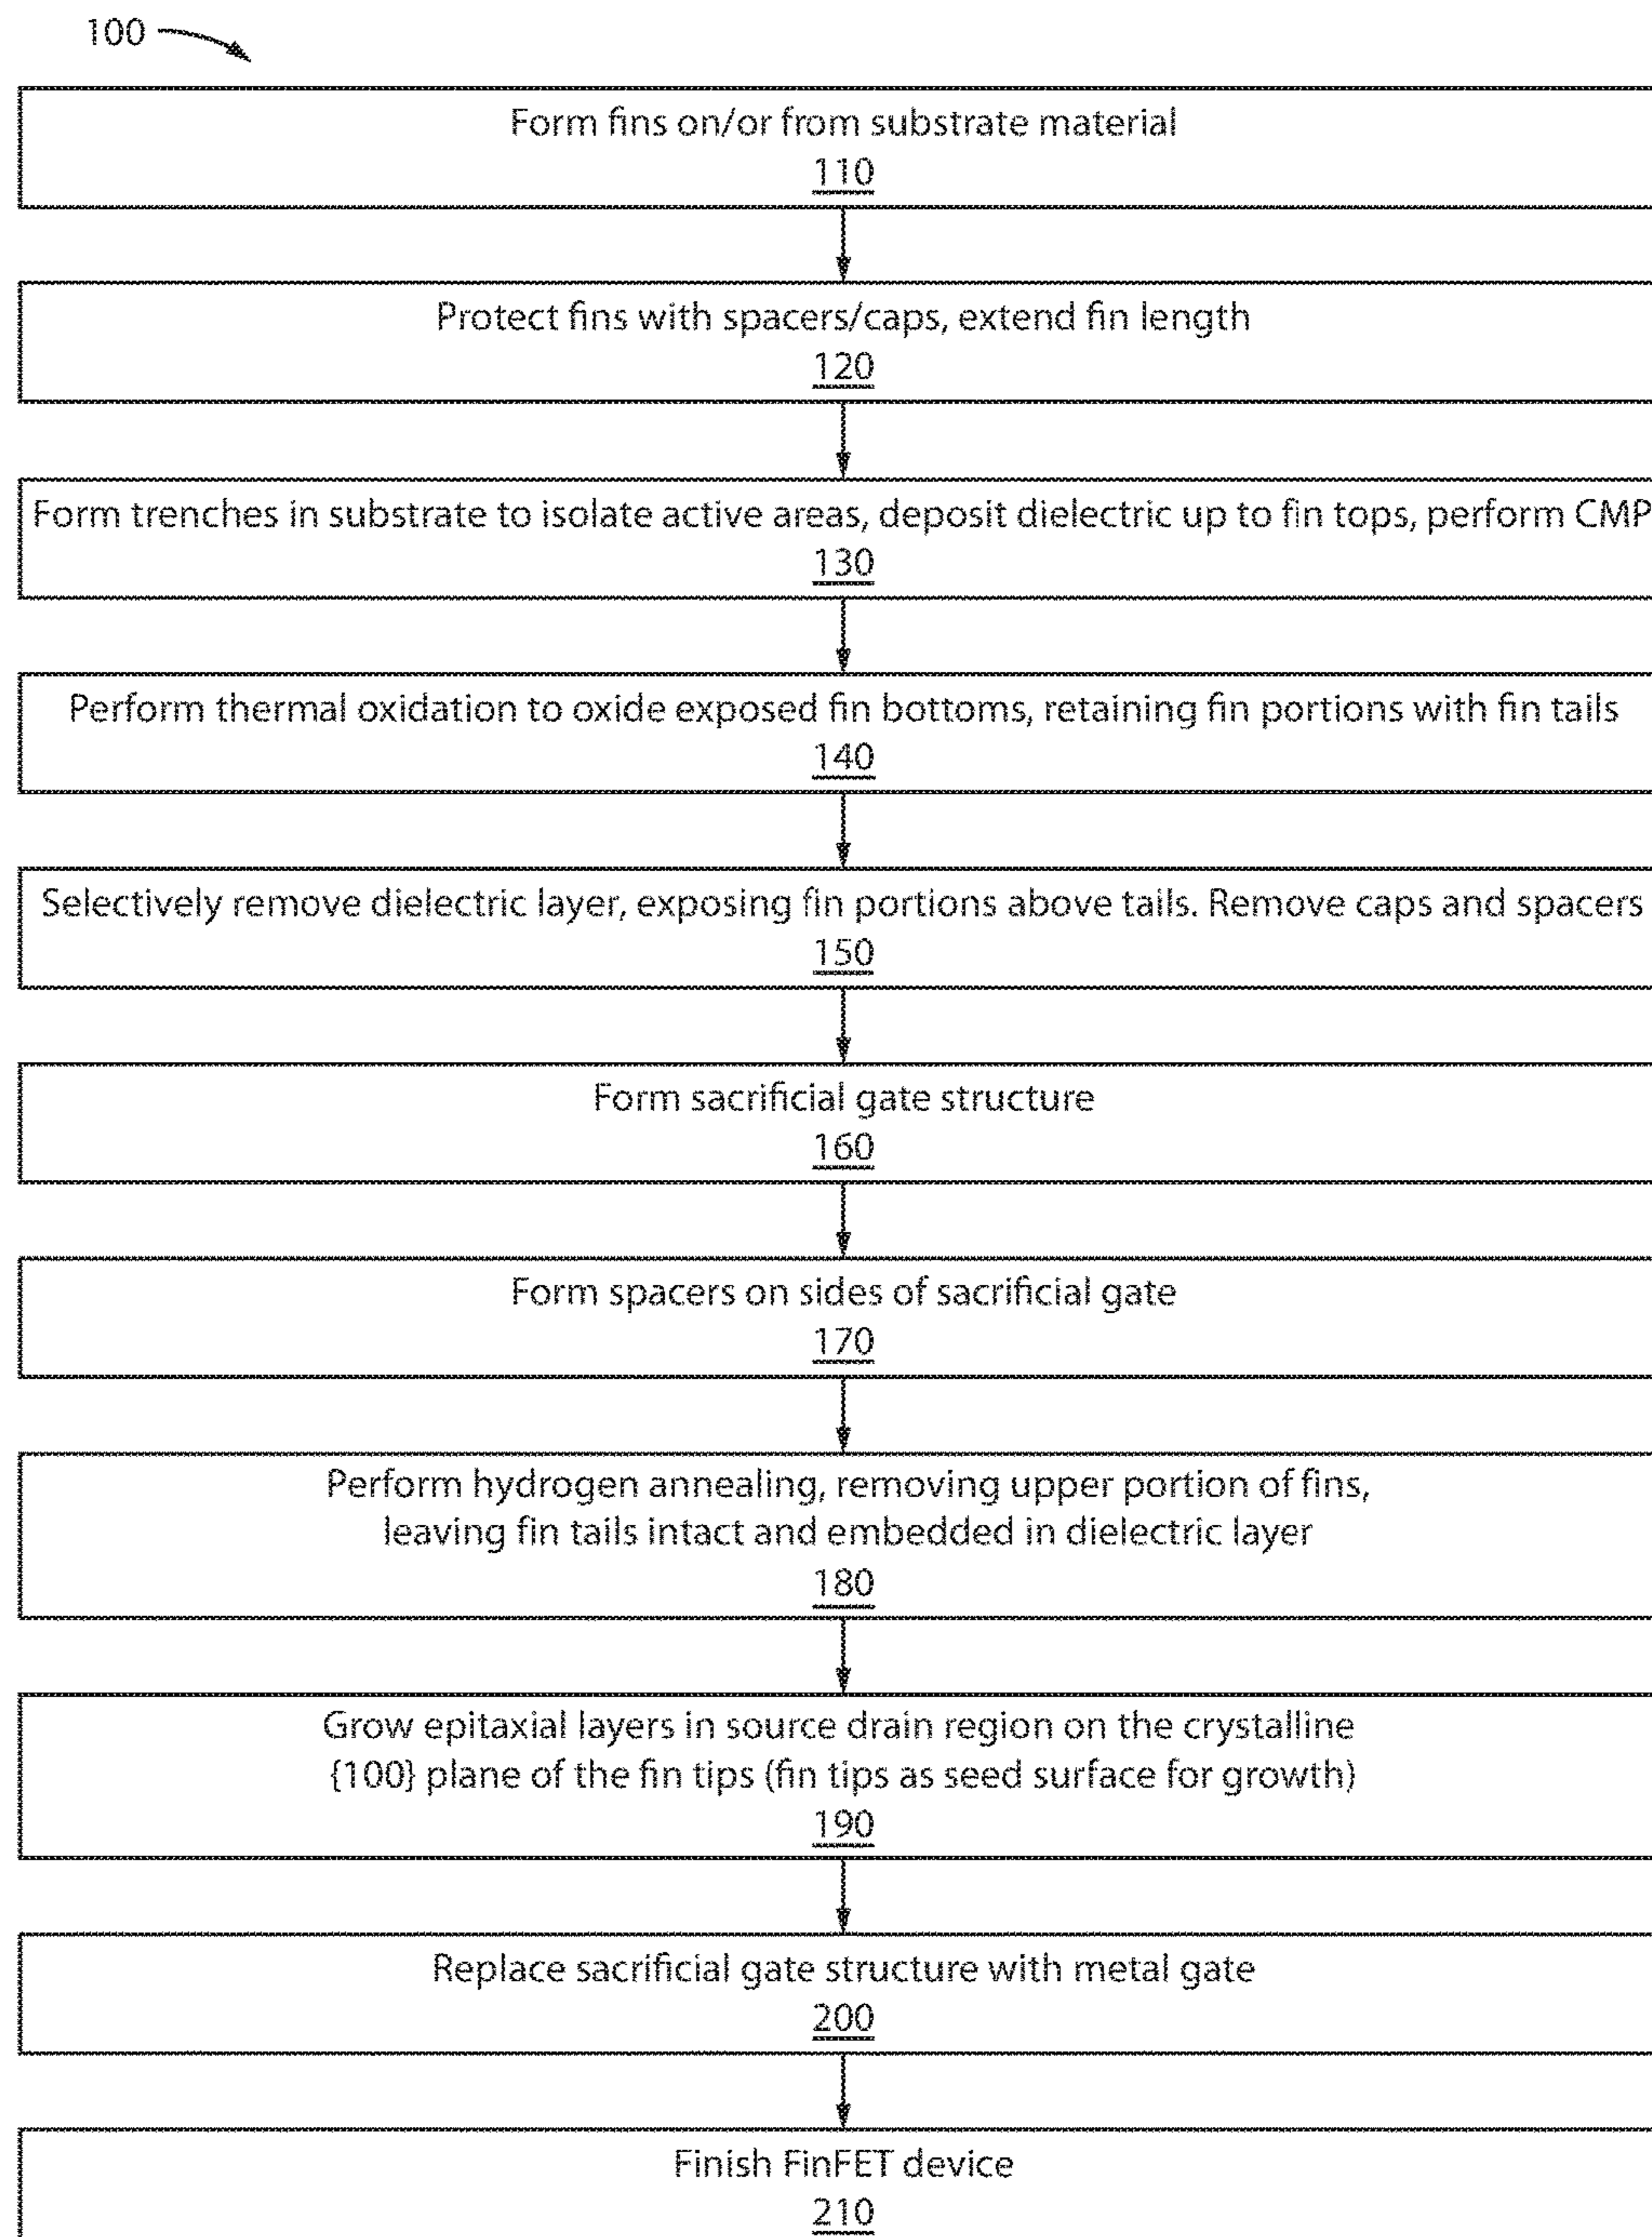 100
Form fins on/or from substrate material
110
Protect fins with spacers/caps, extend fin length
120
Form trenches in substrate to isolate active areas, deposit dielectric up to fin tops, perform CMP
130
Perform thermal oxidation to oxide exposed fin bottoms, retaining fin portions with fin tails
140
Selectively remove dielectric layer, exposing fin portions above tails. Remove caps and spacers
150
Form sacrificial gate structure
160
Form spacers on sides of sacrificial gate
170
Perform hydrogen annealing, removing upper portion of fins,
leaving fin tails intact and embedded in dielectric layer
180
Grow epitaxial layers in source drain region on the crystalline
{100} plane of the fin tips (fin tips as seed surface for growth)
190
Replace sacrificial gate structure with metal gate
200
Finish FinFET device
210